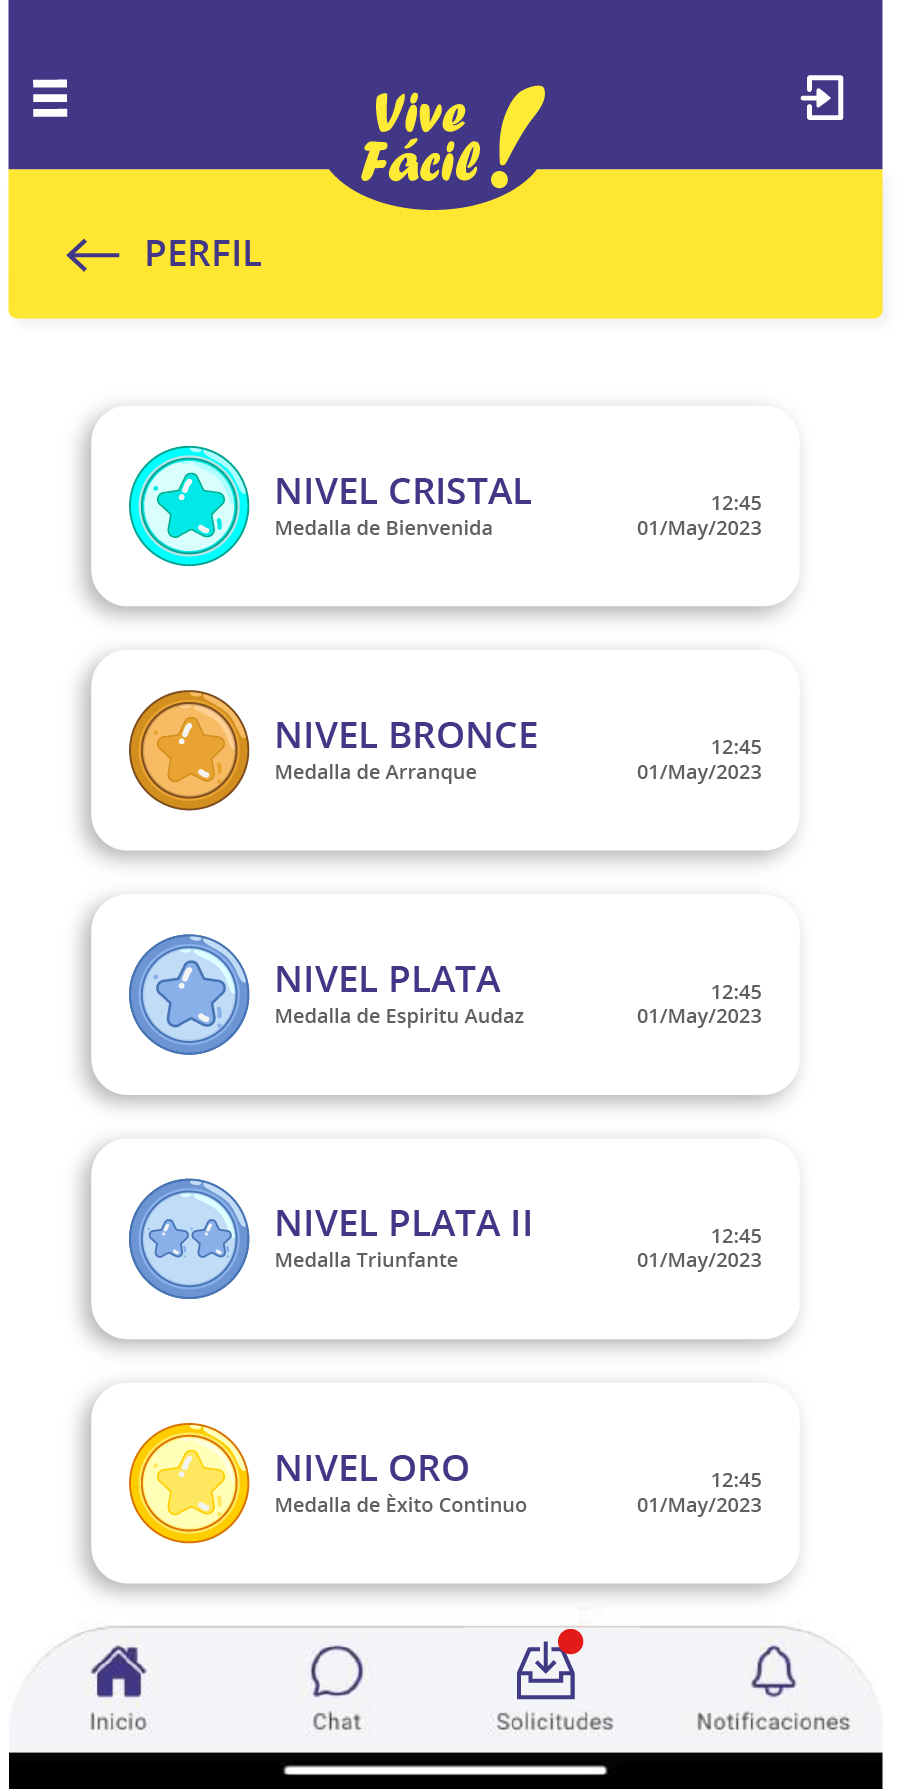 Vive
Fácil!
PERFIL
NIVEL CRISTAL
Medalla de Bienvenida
12:45
01/May/2023
NIVEL BRONCE
Medalla de Arranque
12:45
01/May/2023
NIVEL PLATA
Medalla de Espiritu Audaz
12:45
01/May/2023
NIVEL PLATA II
Medalla Triunfante
12:45
01/May/2023
NIVEL ORO
Medalla de Èxito Continuo
12:45
01/May/2023
Inicio
Chat
Solicitudes
Notificaciones